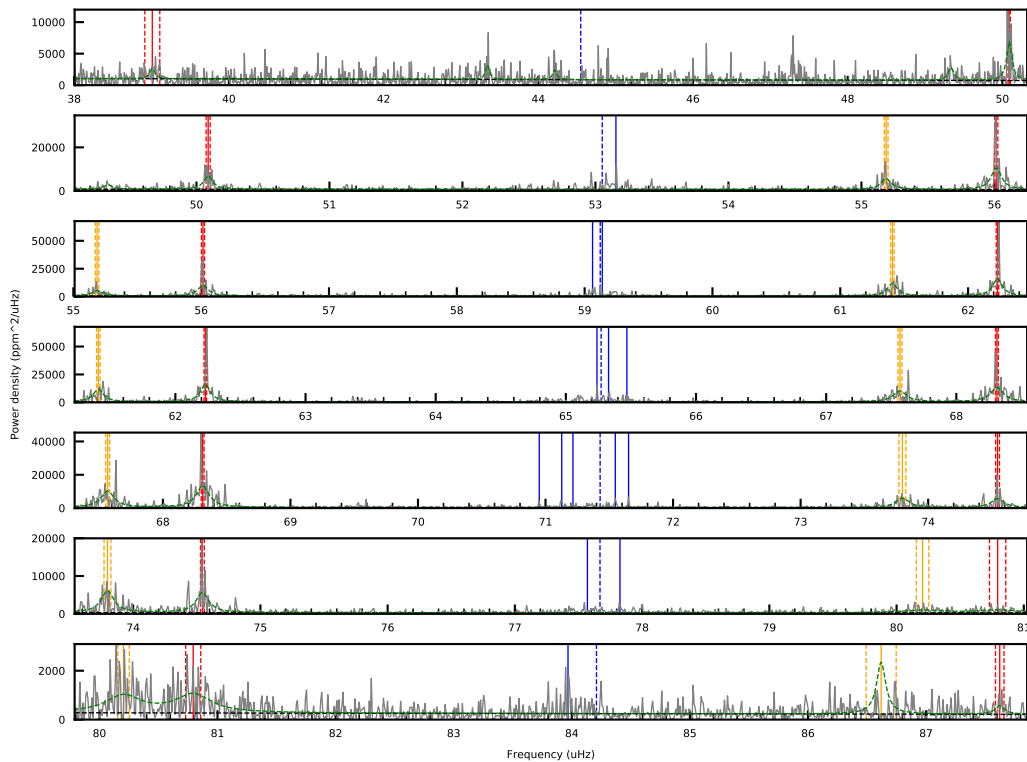 10000
5000
0
38 40 42 44 46 48 50
20000
0
50 51 52 53 54 55 56
50000
25000
0
55 56 57 58 59 60 61 62
50000
25000
0
62 63 64 65 66 67 68
Power density (ppm^2/uHz)
40000
20000
0
68 69 70 71 72 73 74
20000
10000
0
74 75 76 77 78 79 80 81
2000
0
80 81 82 83 84 85 86 87
Frequency (uHz)